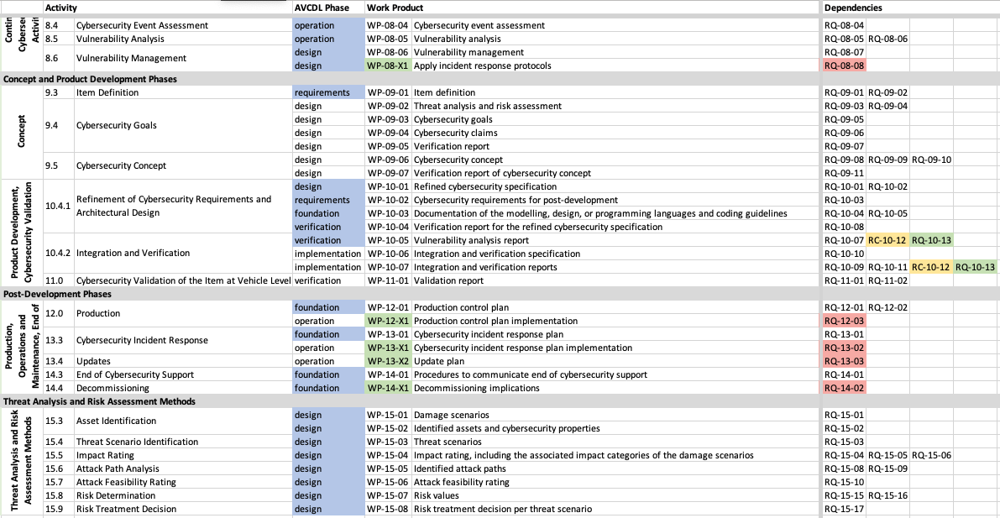 Activity AVCDL Phase Work Product Dependencies
8.4 Cybersecurity Event Assessment operation WP-08-04 Cybersecurity event assessment RQ-08-04
8.5 Vulnerability Analysis operation WP-08-05 Vulnerability analysis RQ-08-05 RQ-08-06
8.6 Vulnerability Management design WP-08-06 Vulnerability management RQ-08-07
design WP-08-X1 Apply incident response protocols RQ-08-08
Concept and Product Development Phases
Concept
9.3 Item Definition requirements WP-09-01 Item definition RQ-09-01 RQ-09-02
9.4 Cybersecurity Goals design WP-09-02 Threat analysis and risk assessment RQ-09-03 RQ-09-04
design WP-09-03 Cybersecurity goals RQ-09-05
design WP-09-04 Cybersecurity claims RQ-09-06
design WP-09-05 Verification report RQ-09-07
9.5 Cybersecurity Concept design WP-09-06 Cybersecurity concept RQ-09-08 RQ-09-09 RQ-09-10
design WP-09-07 Verification report of cybersecurity concept RQ-09-11
Product Development,
Cybersecurity Validation
10.4.1 Refinement of Cybersecurity Requirements and
Architectural Design
design WP-10-01 Refined cybersecurity specification RQ-10-01 RQ-10-02
requirements WP-10-02 Cybersecurity requirements for post-development RQ-10-03
foundation WP-10-03 Documentation of the modelling, design, or programming languages and coding guidelines RQ-10-04 RQ-10-05
verification WP-10-04 Verification report for the refined cybersecurity specification RQ-10-08
10.4.2 Integration and Verification verification WP-10-05 Vulnerability analysis report RQ-10-07 RC-10-12 RQ-10-13
implementation WP-10-06 Integration and verification specification RQ-10-10
implementation WP-10-07 Integration and verification reports RQ-10-09 RQ-10-11 RC-10-12 RQ-10-13
11.0 Cybersecurity Validation of the Item at Vehicle Level verification WP-11-01 Validation report RQ-11-01 RQ-11-02
Post-Development Phases
Production,
Operations and
Maintenance, End of
12.0 Production foundation WP-12-01 Production control plan RQ-12-01 RQ-12-02
operation WP-12-X1 Production control plan implementation RQ-12-03
13.3 Cybersecurity Incident Response foundation WP-13-01 Cybersecurity incident response plan RQ-13-01
operation WP-13-X1 Cybersecurity incident response plan implementation RQ-13-02
13.4 Updates operation WP-13-X2 Update plan RQ-13-03
14.3 End of Cybersecurity Support foundation WP-14-01 Procedures to communicate end of cybersecurity support RQ-14-01
14.4 Decommissioning foundation WP-14-X1 Decommissioning implications RQ-14-02
Threat Analysis and Risk Assessment Methods
Threat Analysis and Risk
Assessment Methods
15.3 Asset Identification design WP-15-01 Damage scenarios RQ-15-01
design WP-15-02 Identified assets and cybersecurity properties RQ-15-02
15.4 Threat Scenario Identification design WP-15-03 Threat scenarios RQ-15-03
15.5 Impact Rating design WP-15-04 Impact rating, including the associated impact categories of the damage scenarios RQ-15-04 RQ-15-05 RQ-15-06
15.6 Attack Path Analysis design WP-15-05 Identified attack paths RQ-15-08 RQ-15-09
15.7 Attack Feasibility Rating design WP-15-06 Attack feasibility rating RQ-15-10
15.8 Risk Determination design WP-15-07 Risk values RQ-15-15 RQ-15-16
15.9 Risk Treatment Decision design WP-15-08 Risk treatment decision per threat scenario RQ-15-17